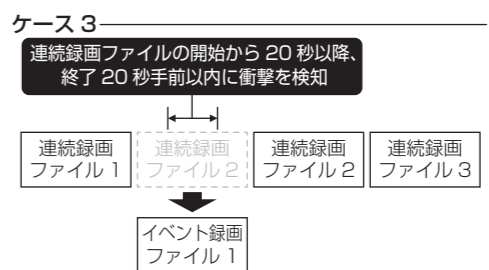 ケース 3
連続録画ファイルの開始から 20 秒以降、
終了 20 秒手前以内に衝撃を検知
連続録画
ファイル 1
連続録画
ファイル 2
連続録画
ファイル 2
連続録画
ファイル 3
イベント録画
ファイル 1